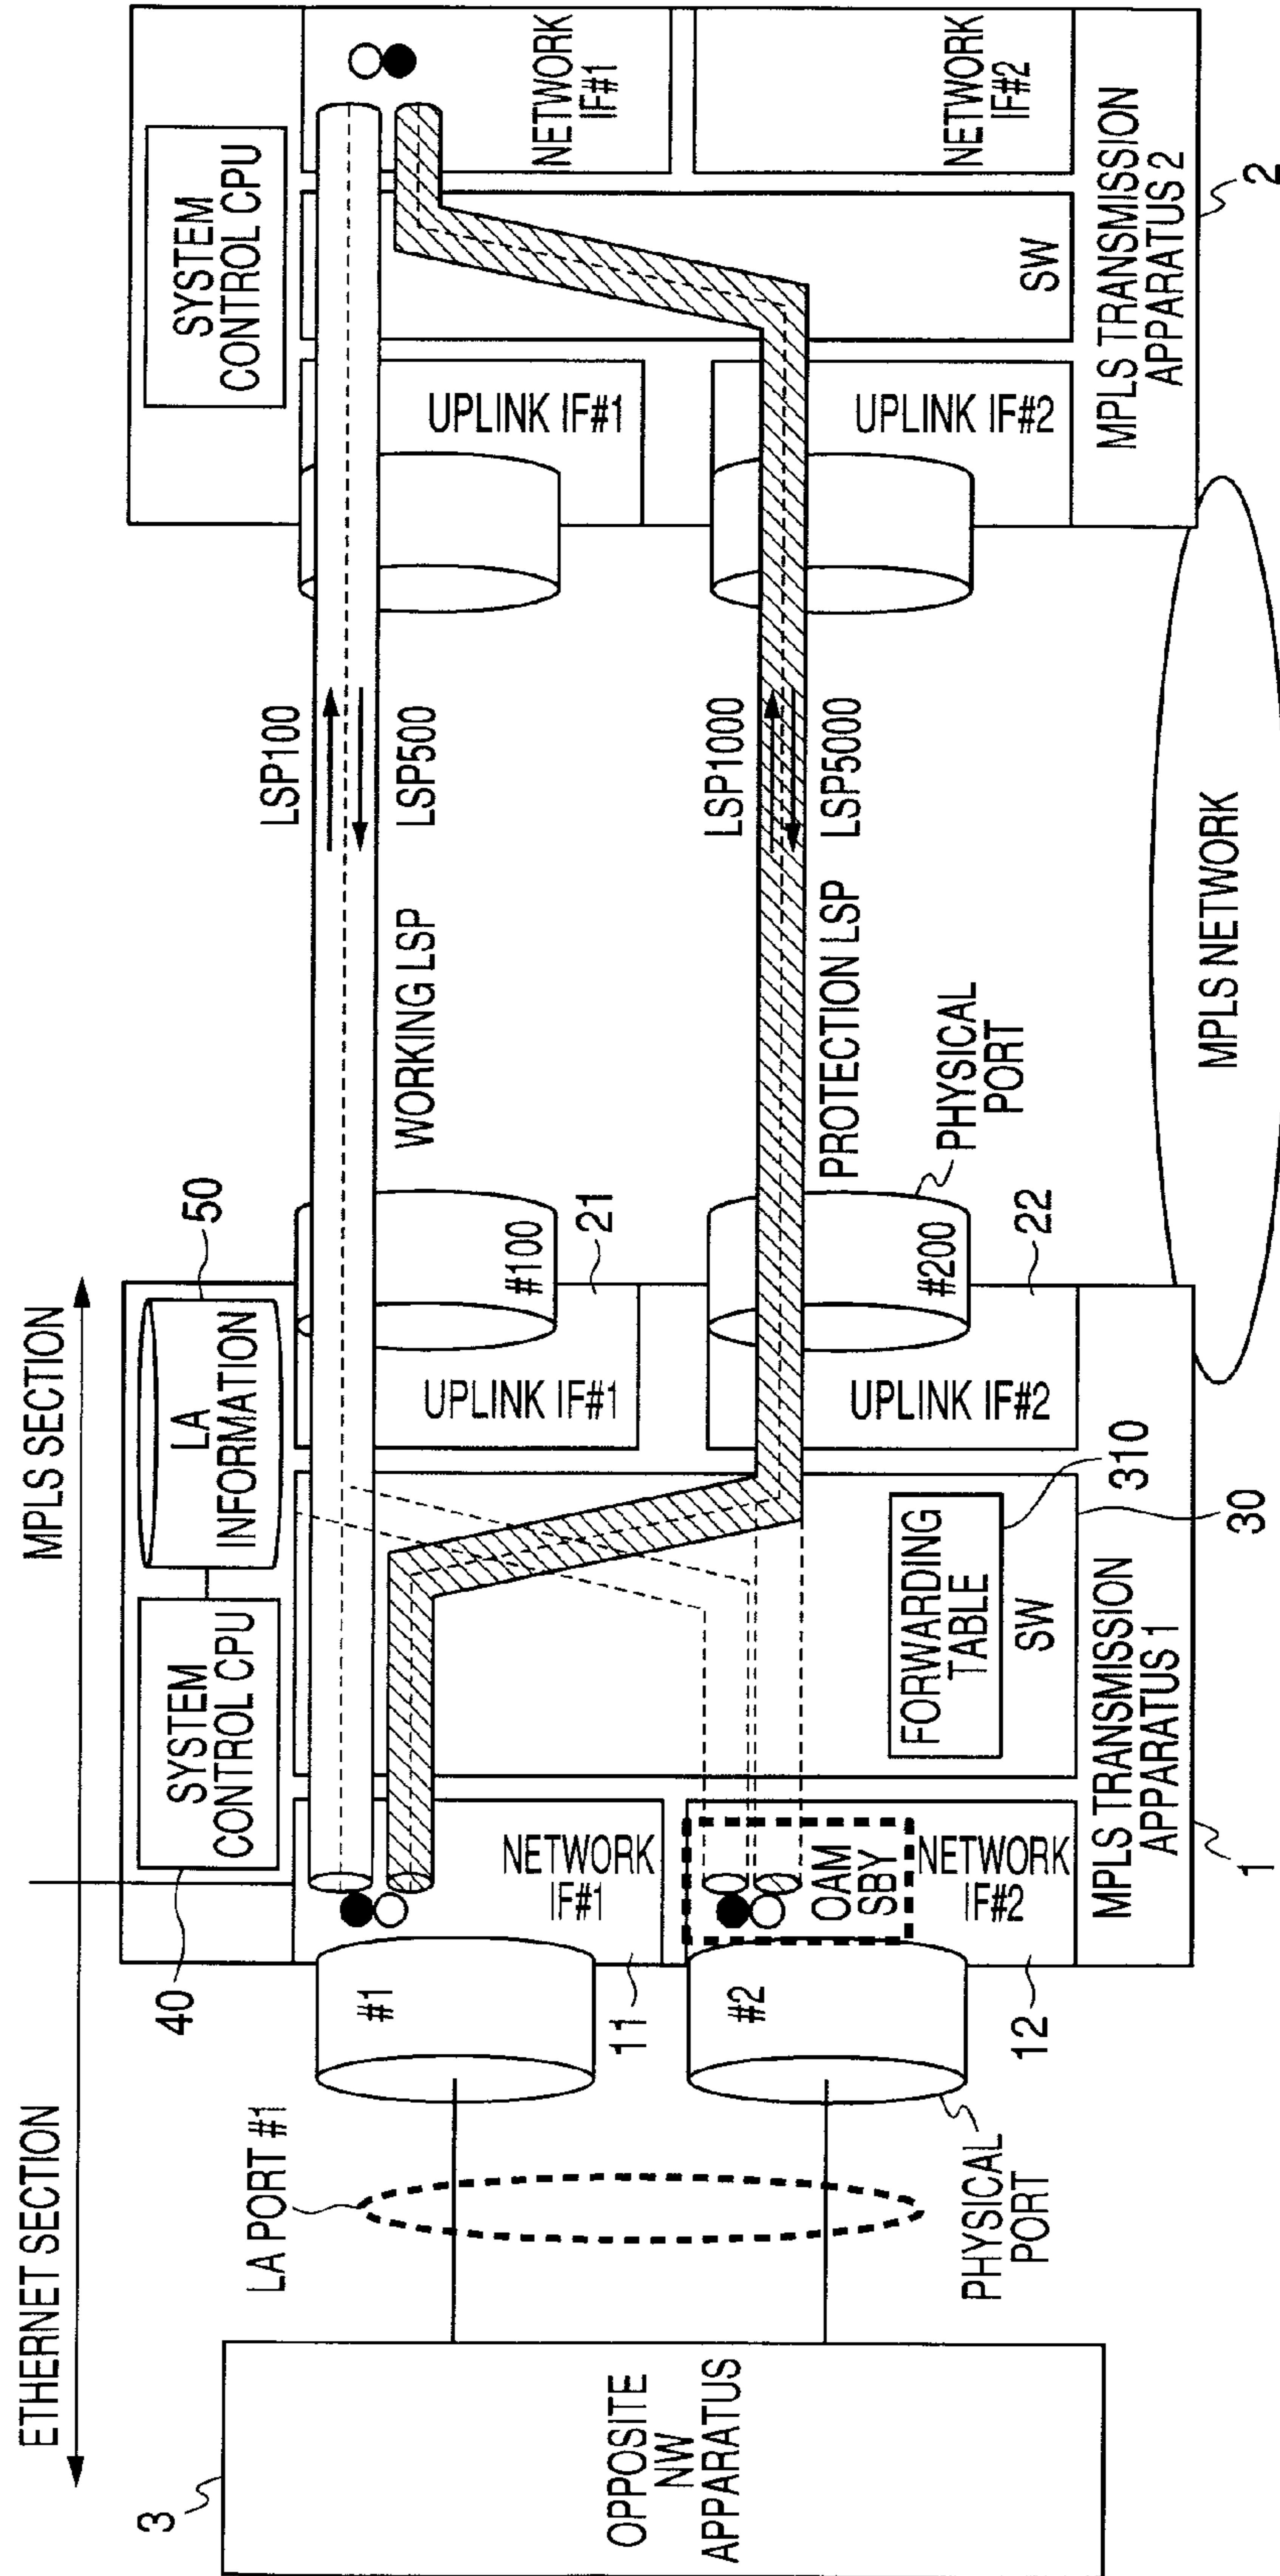 ETHERNET SECTION
MPLS SECTION
3
OPPOSITE
NW
APPARATUS
LA PORT #1
PHYSICAL
PORT
#1
#2
40
11
12
SYSTEM
CONTROL CPU
LA
INFORMATION
50
NETWORK
IF#1
OAM
SBY
NETWORK
IF#2
FORWARDING
TABLE
SW
310
30
MPLS TRANSMISSION
APPARATUS 1
1
UPLINK IF#1
UPLINK IF#2
#100
#200
21
22
PHYSICAL
PORT
WORKING LSP
PROTECTION LSP
LSP100
LSP500
LSP1000
LSP5000
MPLS NETWORK
SYSTEM
CONTROL CPU
UPLINK IF#1
UPLINK IF#2
SW
NETWORK
IF#1
NETWORK
IF#2
MPLS TRANSMISSION
APPARATUS 2
2